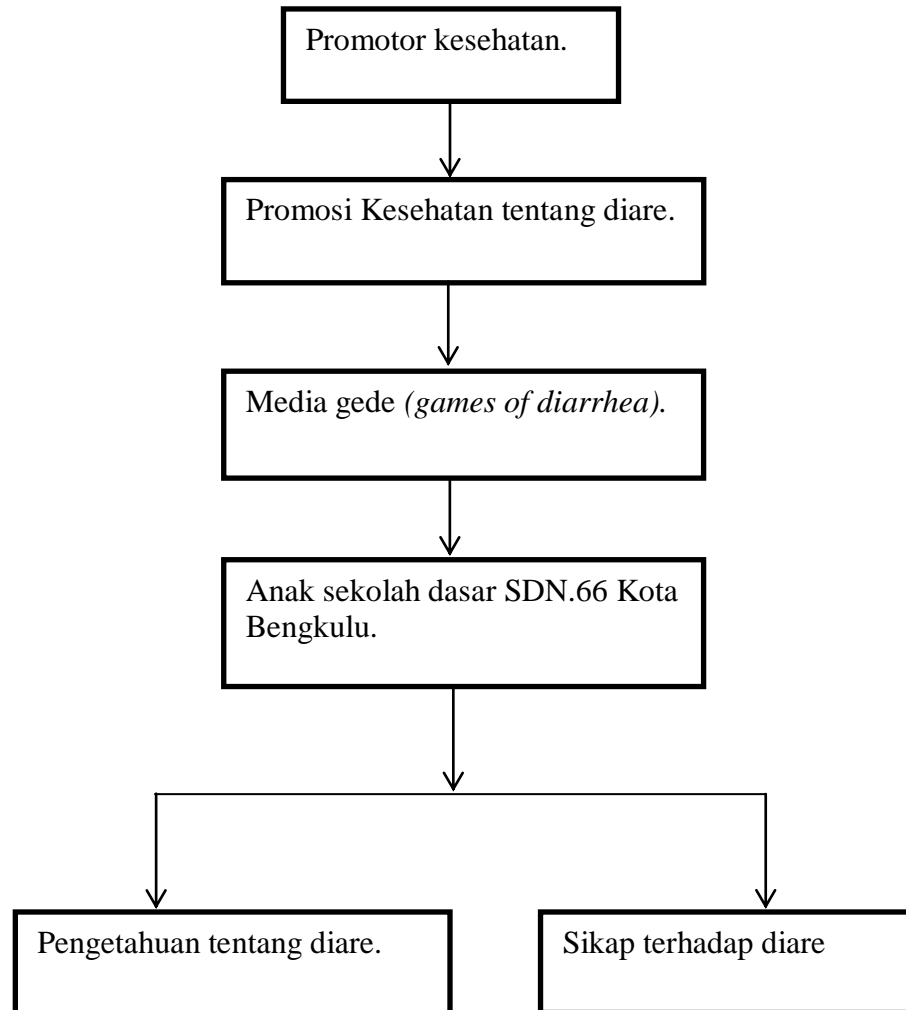 Promotor kesehatan.
Promosi Kesehatan tentang diare.
Media gede (games of diarrhea).
Anak sekolah dasar SDN.66 Kota
Bengkulu.
Pengetahuan tentang diare.
Sikap terhadap diare